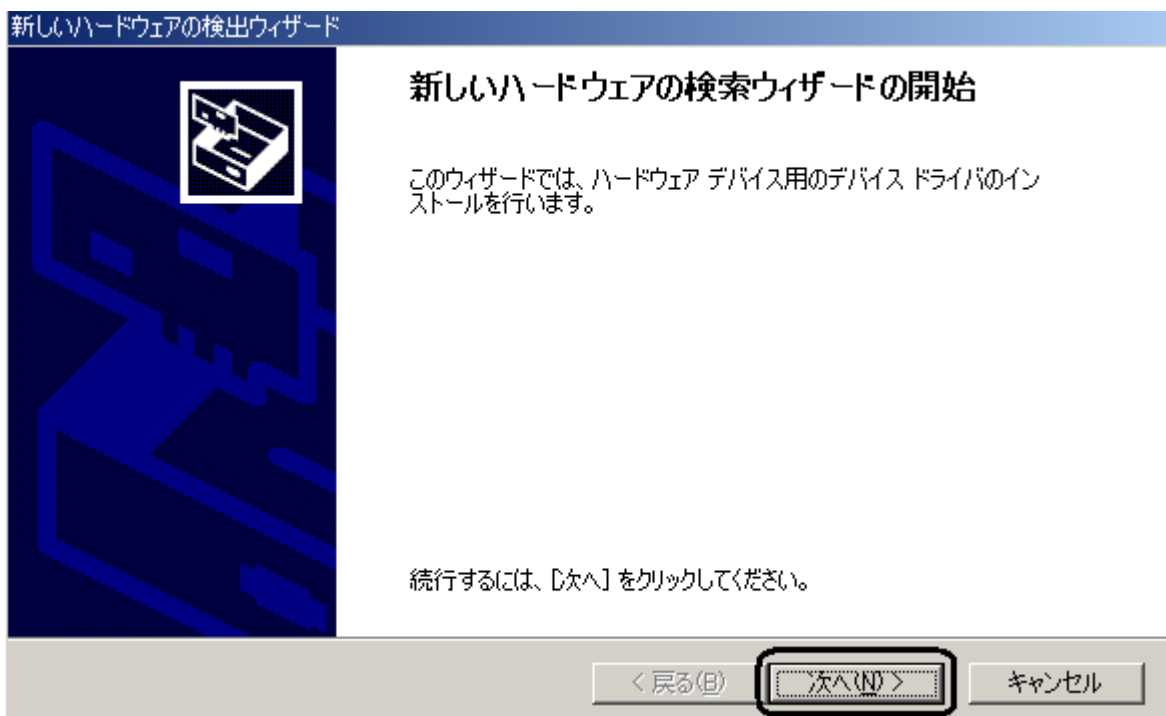 新しいハードウェアの検出ウィザード
新しいハードウェアの検索ウィザードの開始
このウィザードでは、ハードウェア デバイス用のデバイス ドライバのイン
ストールを行います。
続行するには、[次へ] をクリックしてください。
< 戻る(B)
次へ(N) >
キャンセル